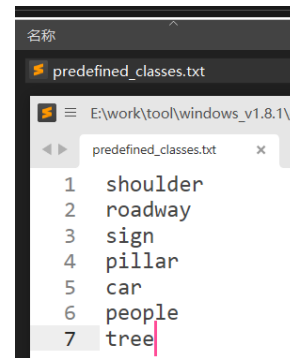 名称
predefined_classes.txt
E:\work\tool\windows_v1.8.1\
predefined_classes.txt ×
1 shoulder
2 roadway
3 sign
4 pillar
5 car
6 people
7 tree